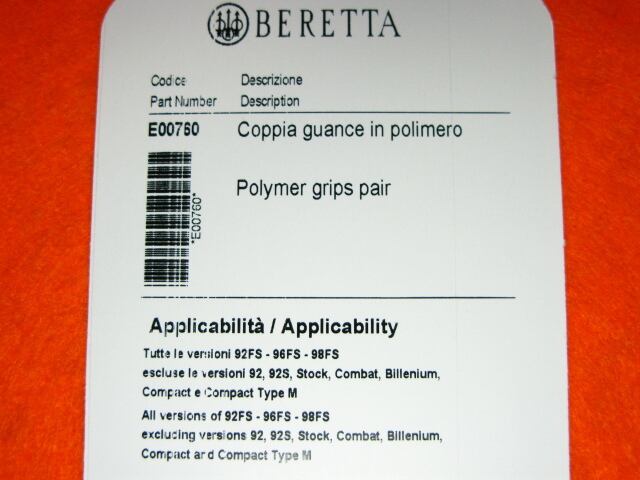 BERETTA
Codice Descrizione
Part Number Description
E00760 Coppia guance in polimero
Polymer grips pair
*E00760*
Applicabilità / Applicability
Tutte le versioni 92FS - 96FS - 98FS
escluse le versioni 92, 92S, Stock, Combat, Billenium,
Compact e Compact Type M
All versions of 92FS - 96FS - 98FS
excluding versions 92, 92S, Stock, Combat, Billenium,
Compact and Compact Type M